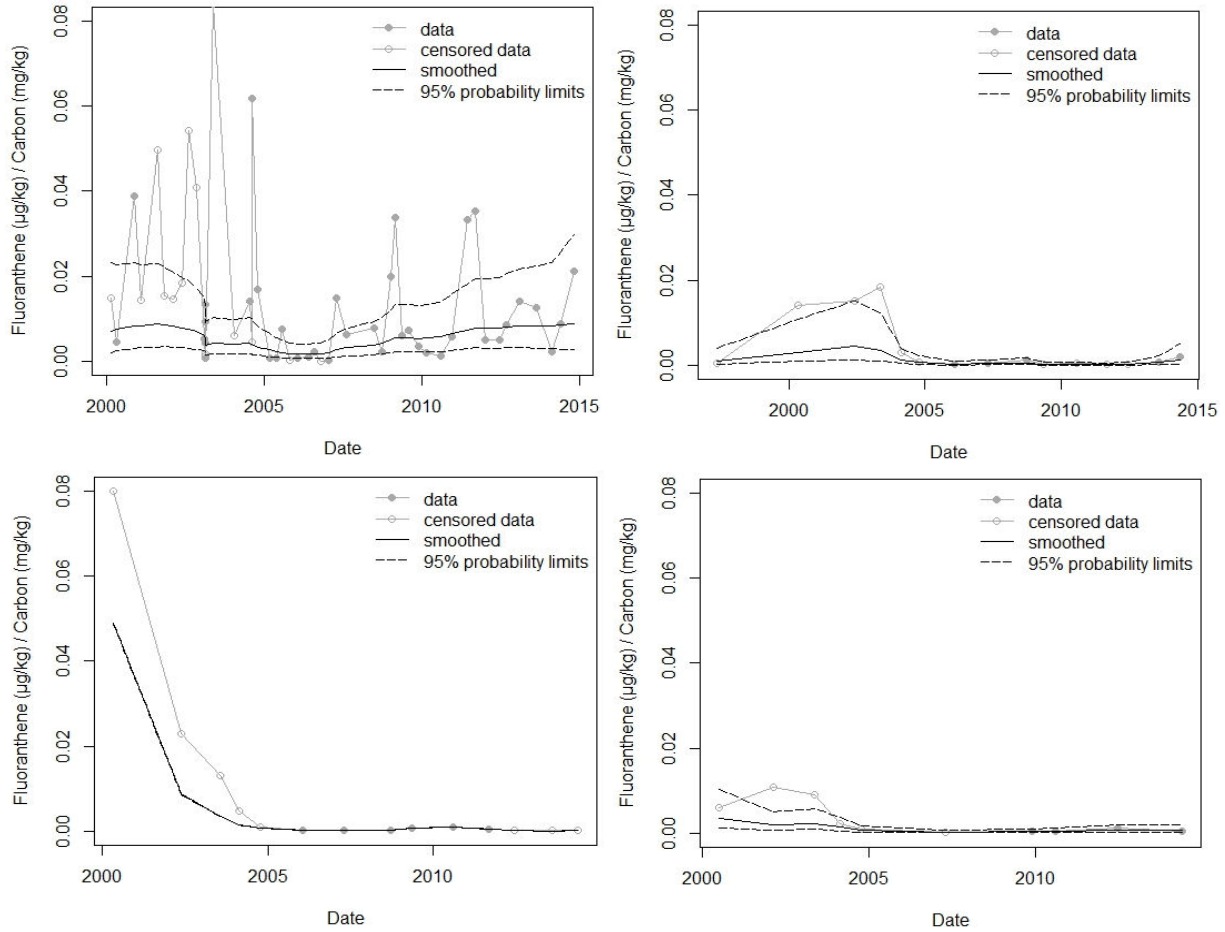 Fluoranthene (µg/kg) / Carbon (mg/kg)
0.08
0.06
0.04
0.02
0.00
data
censored data
smoothed
95% probability limits
2000
2005
2010
2015
Date
Fluoranthene (µg/kg) / Carbon (mg/kg)
0.08
0.06
0.04
0.02
0.00
data
censored data
smoothed
95% probability limits
2000
2005
2010
2015
Date
Fluoranthene (µg/kg) / Carbon (mg/kg)
0.08
0.06
0.04
0.02
0.00
data
censored data
smoothed
95% probability limits
2000
2005
2010
Date
Fluoranthene (µg/kg) / Carbon (mg/kg)
0.08
0.06
0.04
0.02
0.00
data
censored data
smoothed
95% probability limits
2000
2005
2010
Date